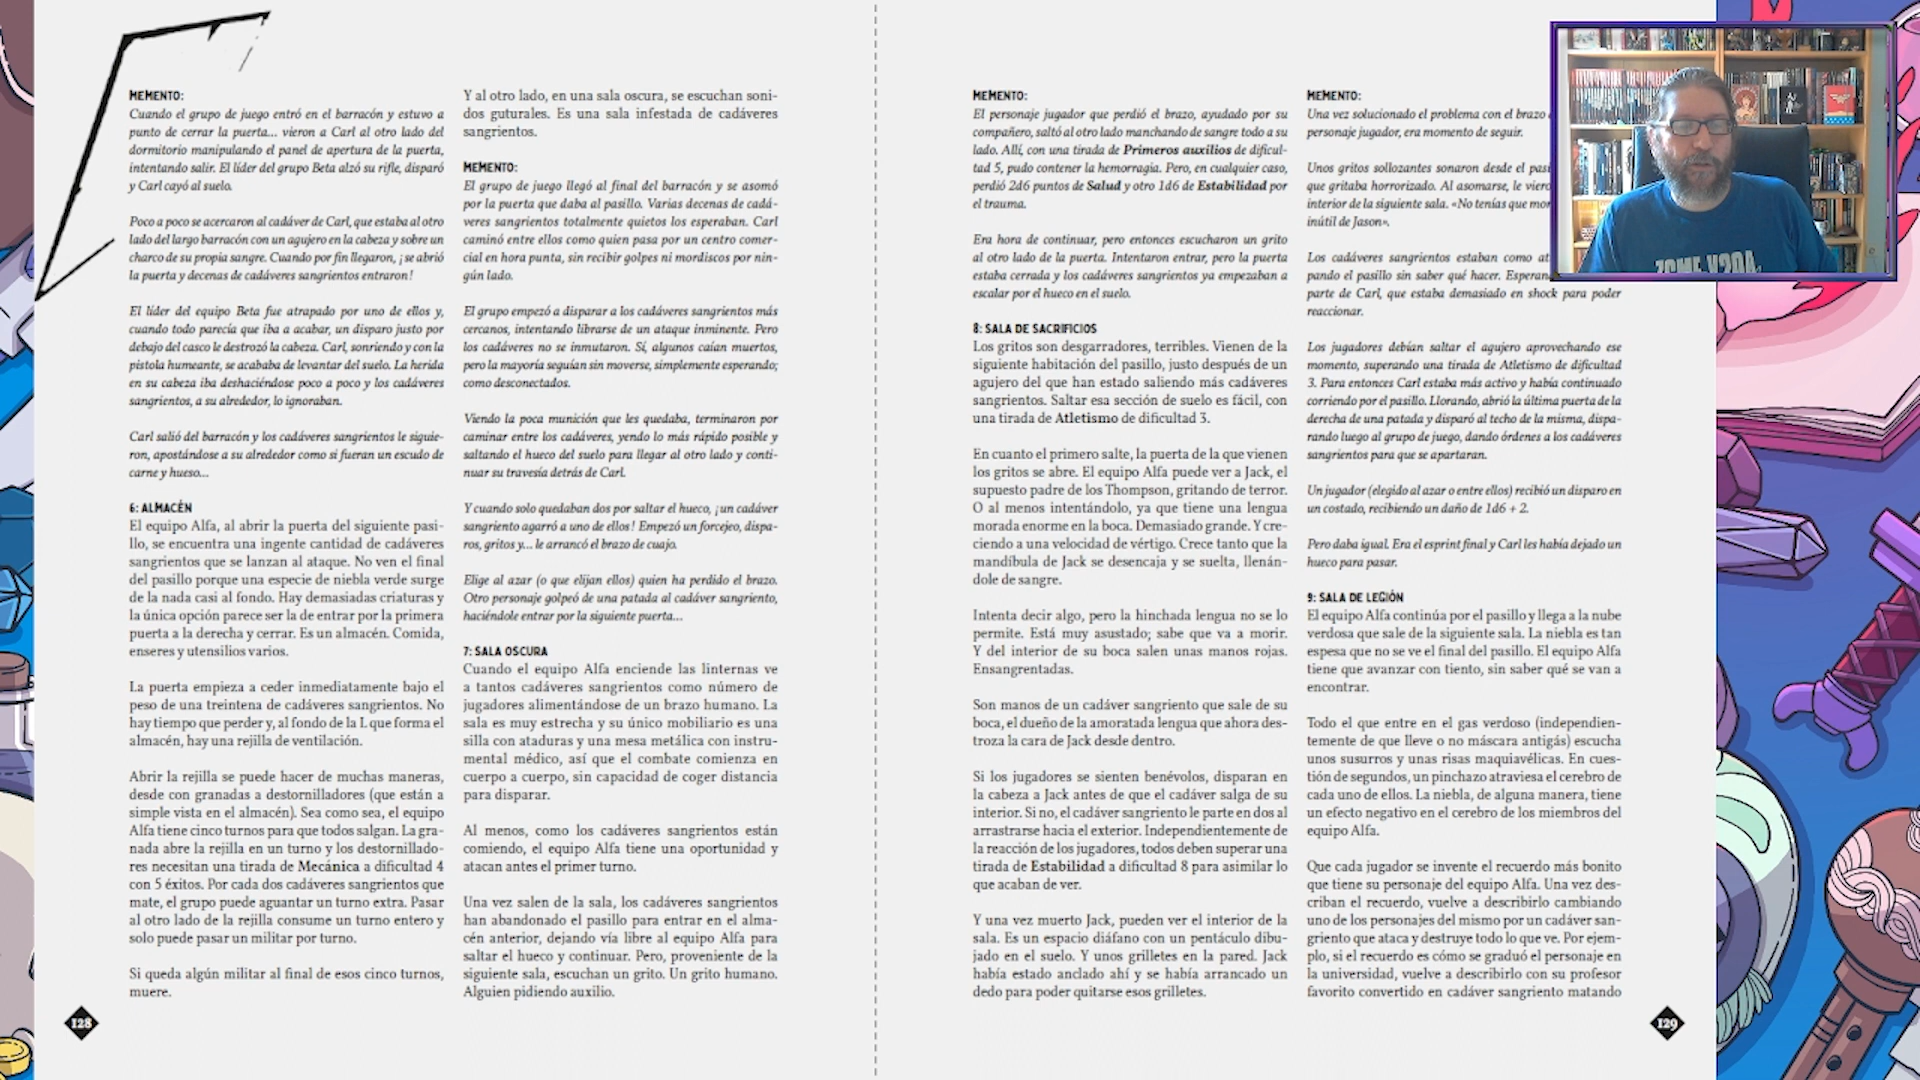 MEMENTO:
Cuando el grupo de juego entró en el barracón y estuvo a
punto de cerrar la puerta... vieron a Carl al otro lado del
dormitorio manipulando el panel de apertura de la puerta,
intentando salir. El líder del grupo Beta alzó su rifle, disparó
y Carl cayó al suelo.
Poco a poco se acercaron al cadáver de Carl, que estaba al otro
lado del largo barracón con un agujero en la cabeza y sobre un
charco de su propia sangre. Cuando por fin llegaron, ¡se abrió
la puerta y decenas de cadáveres sangrientos entraron!
El líder del equipo Beta fue atrapado por uno de ellos y,
cuando todo parecía que iba a acabar, un disparo justo por
debajo del casco le destrozó la cabeza. Carl, sonriendo y con la
pistola humeante, se acababa de levantar del suelo. La herida
en su cabeza iba deshaciéndose poco a poco y los cadáveres
sangrientos, a su alrededor, lo ignoraban.
Carl salió del barracón y los cadáveres sangrientos le siguie-
ron, apostándose a su alrededor como si fueran un escudo de
carne y hueso...
6: ALMACÉN
El equipo Alfa, al abrir la puerta del siguiente pasi-
llo, se encuentra una ingente cantidad de cadáveres
sangrientos que se lanzan al ataque. No ven el final
del pasillo porque una especie de niebla verde surge
de la nada casi al fondo. Hay demasiadas criaturas y
la única opción parece ser la de entrar por la primera
puerta a la derecha y cerrar. Es un almacén. Comida,
enseres y utensilios varios.
La puerta empieza a ceder inmediatamente bajo el
peso de una treintena de cadáveres sangrientos. No
hay tiempo que perder y, al fondo de la L que forma el
almacén, hay una rejilla de ventilación.
Abrir la rejilla se puede hacer de muchas maneras,
desde con granadas a destornilladores (que están a
simple vista en el almacén). Sea como sea, el equipo
Alfa tiene cinco turnos para que todos salgan. La gra-
nada abre la rejilla en un turno y los destornillado-
res necesitan una tirada de Mecánica a dificultad 4
con 5 éxitos. Por cada dos cadáveres sangrientos que
mate, el grupo puede aguantar un turno extra. Pasar
al otro lado de la rejilla consume un turno entero y
solo puede pasar un militar por turno.
Si queda algún militar al final de esos cinco turnos,
muere.
128
Y al otro lado, en una sala oscura, se escuchan soni-
dos guturales. Es una sala infestada de cadáveres
sangrientos.
MEMENTO:
El grupo de juego llegó al final del barracón y se asomó
por la puerta que daba al pasillo. Varias decenas de cadá-
veres sangrientos totalmente quietos los esperaban. Carl
caminó entre ellos como quien pasa por un centro comer-
cial en hora punta, sin recibir golpes ni mordiscos por nin-
gún lado.
El grupo empezó a disparar a los cadáveres sangrientos más
cercanos, intentando librarse de un ataque inminente. Pero
los cadáveres no se inmutaron. Sí, algunos caían muertos,
pero la mayoría seguían sin moverse, simplemente esperando;
como desconectados.
Viendo la poca munición que les quedaba, terminaron por
caminar entre los cadáveres, yendo lo más rápido posible y
saltando el hueco del suelo para llegar al otro lado y conti-
nuar su travesía detrás de Carl.
Y cuando solo quedaban dos por saltar el hueco, ¡un cadáver
sangriento agarró a uno de ellos! Empezó un forcejeo, dispa-
ros, gritos y... le arrancó el brazo de cuajo.
Elige al azar (o que elijan ellos) quien ha perdido el brazo.
Otro personaje golpeó de una patada al cadáver sangriento,
haciéndole entrar por la siguiente puerta...
7: SALA OSCURA
Cuando el equipo Alfa enciende las linternas ve
a tantos cadáveres sangrientos como número de
jugadores alimentándose de un brazo humano. La
sala es muy estrecha y su único mobiliario es una
silla con ataduras y una mesa metálica con instru-
mental médico, así que el combate comienza en
cuerpo a cuerpo, sin capacidad de coger distancia
para disparar.
Al menos, como los cadáveres sangrientos están
comiendo, el equipo Alfa tiene una oportunidad y
atacan antes el primer turno.
Una vez salen de la sala, los cadáveres sangrientos
han abandonado el pasillo para entrar en el alma-
cén anterior, dejando vía libre al equipo Alfa para
saltar el hueco y continuar. Pero, proveniente de la
siguiente sala, escuchan un grito. Un grito humano.
Alguien pidiendo auxilio.
MEMENTO:
El personaje jugador que perdió el brazo, ayudado por su
compañero, saltó al otro lado manchando de sangre todo a su
lado. Allí, con una tirada de Primeros auxilios de dificul-
tad 5, pudo contener la hemorragia. Pero, en cualquier caso,
perdió 2d6 puntos de Salud y otro 1d6 de Estabilidad por
el trauma.
Era hora de continuar, pero entonces escucharon un grito
al otro lado de la puerta. Intentaron entrar, pero la puerta
estaba cerrada y los cadáveres sangrientos ya empezaban a
escalar por el hueco en el suelo.
8: SALA DE SACRIFICIOS
Los gritos son desgarradores, terribles. Vienen de la
siguiente habitación del pasillo, justo después de un
agujero del que han estado saliendo más cadáveres
sangrientos. Saltar esa sección de suelo es fácil, con
una tirada de Atletismo de dificultad 3.
En cuanto el primero salte, la puerta de la que vienen
los gritos se abre. El equipo Alfa puede ver a Jack, el
supuesto padre de los Thompson, gritando de terror.
O al menos intentándolo, ya que tiene una lengua
morada enorme en la boca. Demasiado grande. Y cre-
ciendo a una velocidad de vértigo. Crece tanto que la
mandíbula de Jack se desencaja y se suelta, llenán-
dole de sangre.
Intenta decir algo, pero la hinchada lengua no se lo
permite. Está muy asustado; sabe que va a morir.
Y del interior de su boca salen unas manos rojas.
Ensangrentadas.
Son manos de un cadáver sangriento que sale de su
boca, el dueño de la amoratada lengua que ahora des-
troza la cara de Jack desde dentro.
Si los jugadores se sienten benévolos, disparan en
la cabeza a Jack antes de que el cadáver salga de su
interior. Si no, el cadáver sangriento le parte en dos al
arrastrarse hacia el exterior. Independientemente de
la reacción de los jugadores, todos deben superar una
tirada de Estabilidad a dificultad 8 para asimilar lo
que acaban de ver.
Y una vez muerto Jack, pueden ver el interior de la
sala. Es un espacio diáfano con un pentáculo dibu-
jado en el suelo. Y unos grilletes en la pared. Jack
había estado anclado ahí y se había arrancado un
dedo para poder quitarse esos grilletes.
MEMENTO:
Una vez solucionado el problema con el brazo
personaje jugador, era momento de seguir.
Unos gritos sollozantes sonaron desde el
que gritaba horrorizado. Al asomarse, le
interior de la siguiente sala. «No tenías que
inútil de Jason».
Los cadáveres sangrientos estaban como
pando el pasillo sin saber qué hacer.
parte de Carl, que estaba demasiado en shock para poder
reaccionar.
Los jugadores debían saltar el agujero aprovechando ese
momento, superando una tirada de Atletismo de dificultad
3. Para entonces Carl estaba más activo y había continuado
corriendo por el pasillo. Llorando, abrió la última puerta de la
derecha de una patada y disparó al techo de la misma, dispa-
rando luego al grupo de juego, dando órdenes a los cadáveres
sangrientos para que se apartaran.
Un jugador (elegido al azar o entre ellos) recibió un disparo en
un costado, recibiendo un daño de 1d6 + 2.
Pero daba igual. Era el esprint final y Carl les había dejado un
hueco para pasar.
9: SALA DE LEGIÓN
El equipo Alfa continúa por el pasillo y llega a la nube
verdosa que sale de la siguiente sala. La niebla es tan
espesa que no se ve el final del pasillo. El equipo Alfa
tiene que avanzar con tiento, sin saber qué se van a
encontrar.
Todo el que entre en el gas verdoso (independien-
temente de que lleve o no máscara antigás) escucha
unos susurros y unas risas maquiavélicas. En cues-
tión de segundos, un pinchazo atraviesa el cerebro de
cada uno de ellos. La niebla, de alguna manera, tiene
un efecto negativo en el cerebro de los miembros del
equipo Alfa.
Que cada jugador se invente el recuerdo más bonito
que tiene su personaje del equipo Alfa. Una vez des-
criban el recuerdo, vuelve a describirlo cambiando
uno de los personajes del mismo por un cadáver san-
griento que ataca y destruye todo lo que ve. Por ejem-
plo, si el recuerdo es cómo se graduó el personaje en
la universidad, vuelve a describirlo con su profesor
favorito convertido en cadáver sangriento matando
129